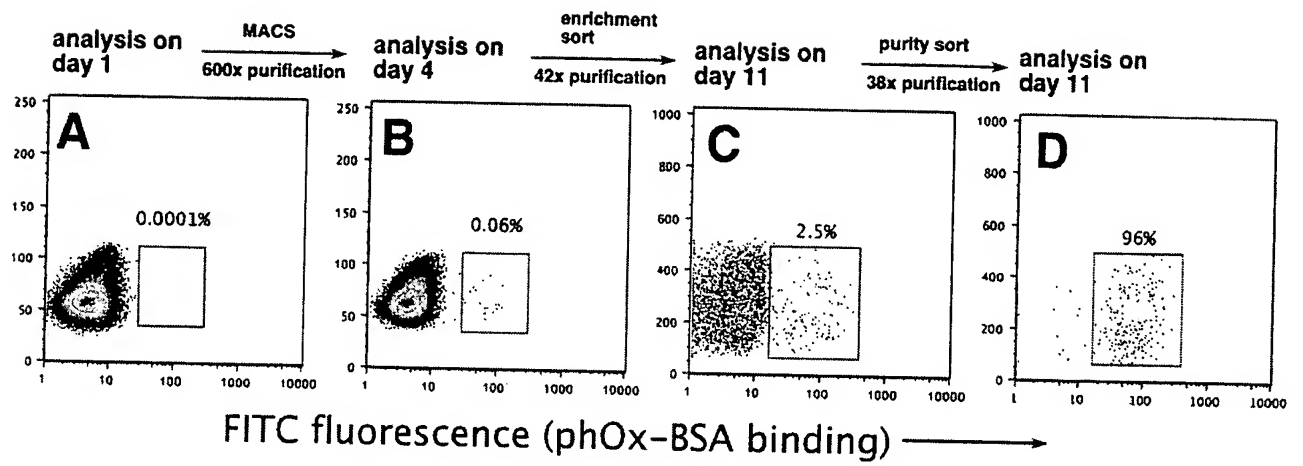 analysis on
day 1
MACS
600x purification
analysis on
day 4
enrichment
sort
42x purification
analysis on
day 11
purity sort
38x purification
analysis on
day 11
A
250
200
150
100
50
0
0.0001%
1 10 100 1000 10000
B
250
200
150
100
50
0
0.06%
1 10 100 1000 10000
C
1000
800
600
400
200
0
2.5%
1 10 100 1000 10000
D
1000
800
600
400
200
0
96%
1 10 100 1000 10000
FITC fluorescence (phOx-BSA binding)